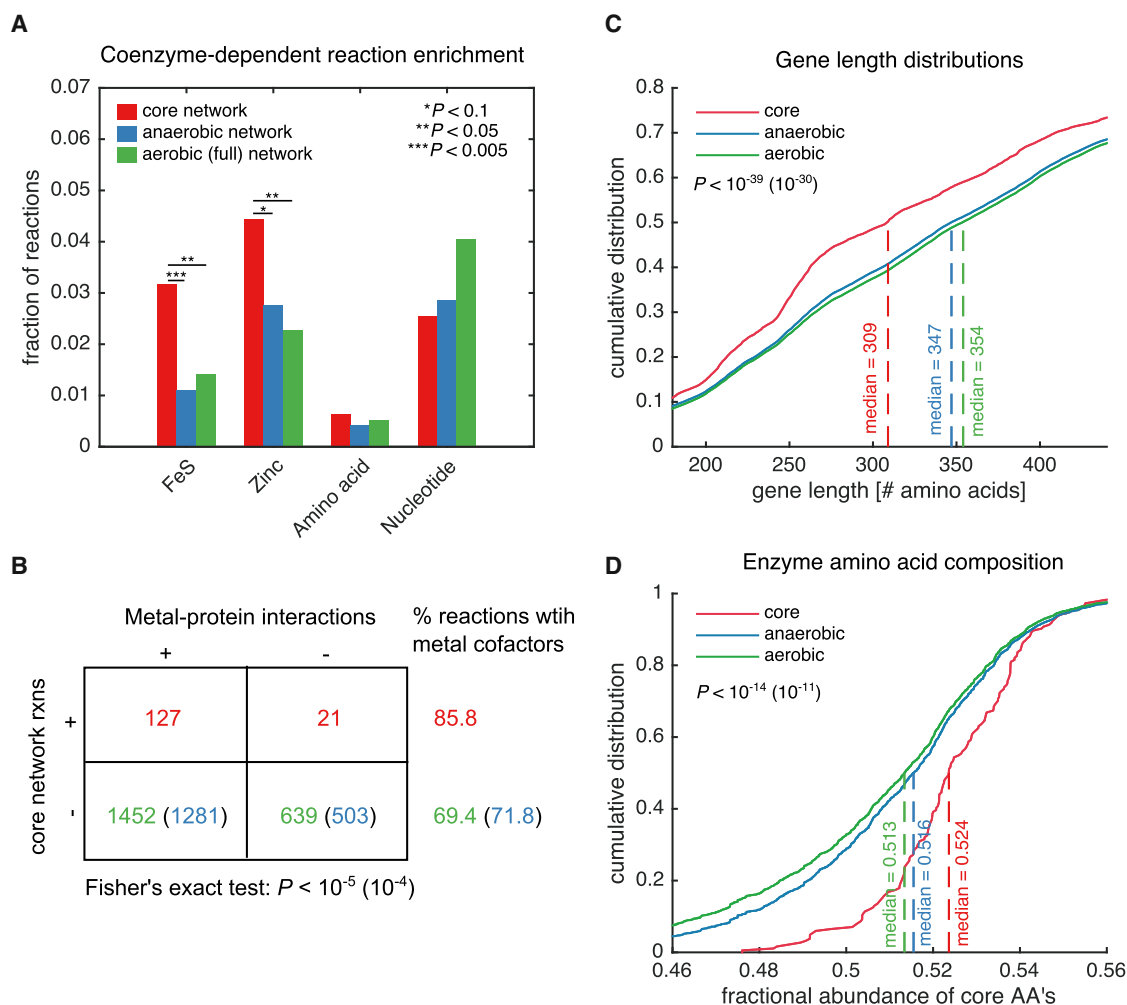 A
Coenzyme-dependent reaction enrichment
0.07
0.06
0.05
0.04
0.03
0.02
0.01
0
fraction of reactions
core network
anaerobic network
aerobic (full) network
*P < 0.1
**P < 0.05
***P < 0.005
***
**
*
**
FeS
Zinc
Amino acid
Nucleotide
B
Metal-protein interactions
% reactions wtih
metal cofactors
+
-
core network rxns
+
127
21
85.8
-
1452 (1281)
639 (503)
69.4 (71.8)
Fisher's exact test: P < 10-5 (10-4)
C
Gene length distributions
0.8
0.7
0.6
0.5
0.4
0.3
0.2
0.1
0
cumulative distribution
core
anaerobic
aerobic
P < 10-39 (10-30)
median = 309
median = 347
median = 354
200
250
300
350
400
gene length [# amino acids]
D
Enzyme amino acid composition
1
0.8
0.6
0.4
0.2
0
cumulative distribution
core
anaerobic
aerobic
P < 10-14 (10-11)
median = 0.513
median = 0.516
median = 0.524
0.46
0.48
0.5
0.52
0.54
0.56
fractional abundance of core AA's